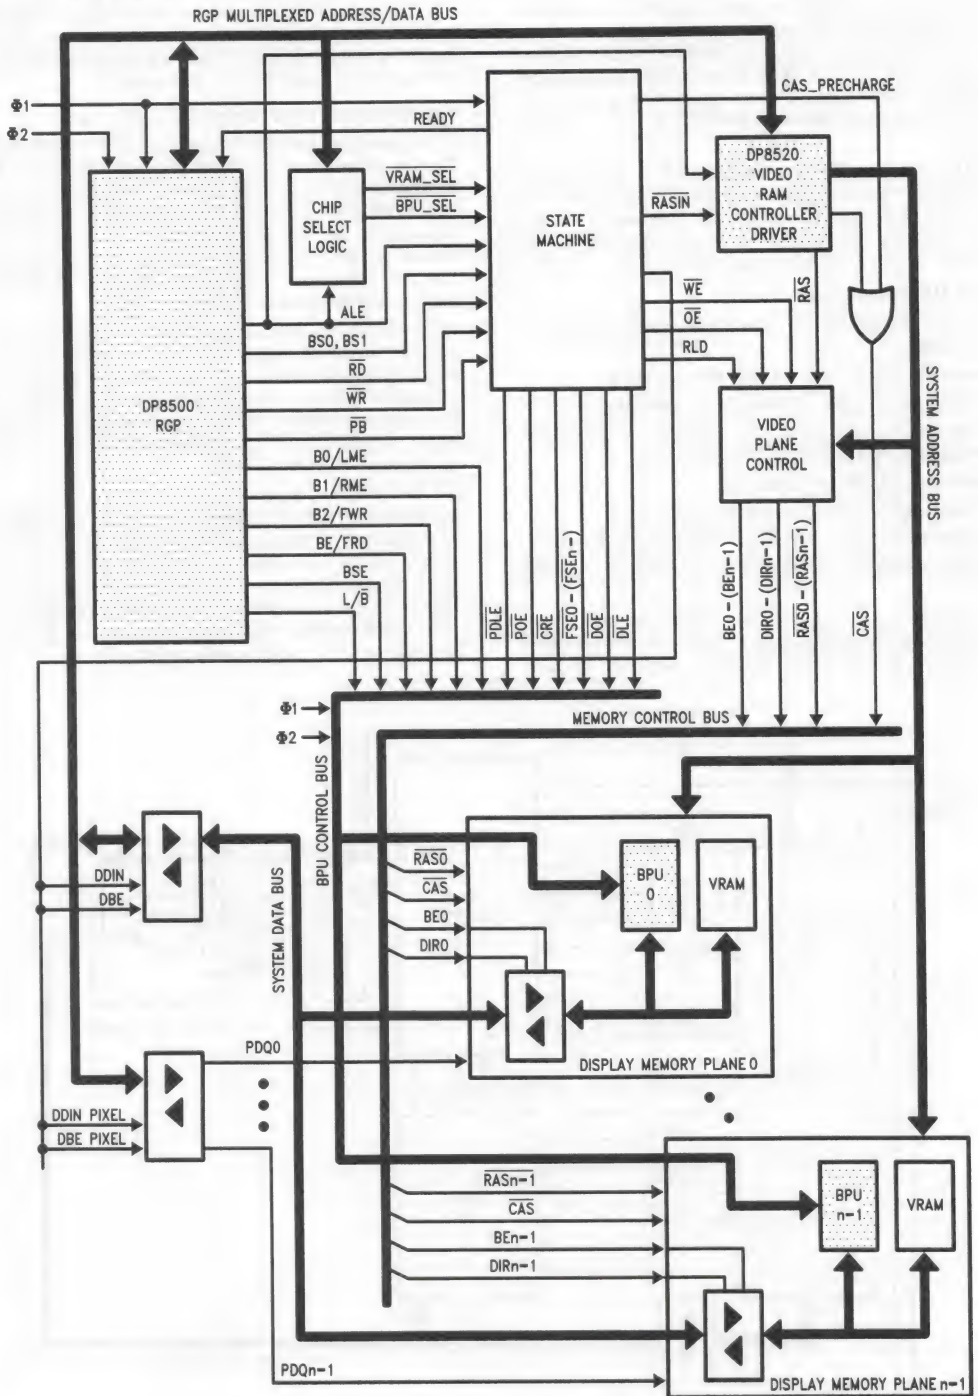 RGP MULTIPLEXED ADDRESS/DATA BUS
Φ1
Φ2
READY
CAS_PRECHARGE
VRAM_SEL
BPU_SEL
CHIP
SELECT
LOGIC
STATE
MACHINE
RASIN
DP8520
VIDEO
RAM
CONTROLLER
DRIVER
ALE
BS0, BS1
RD
WR
PB
B0/LME
B1/RME
B2/FWR
BE/FRD
BSE
L/B
DP8500
RGP
WE
OE
RLD
RAS
VIDEO
PLANE
CONTROL
SYSTEM ADDRESS BUS
PDLE
POE
CRE
FSE0-(FSEn-)
DOE
DLE
BE0-(BEn-1)
DIR0-(DIRn-1)
RAS0-(RASn-1)
CAS
Φ1
Φ2
MEMORY CONTROL BUS
BPU CONTROL BUS
SYSTEM DATA BUS
DDIN
DBE
RAS0
CAS
BE0
DIR0
BPU
0
VRAM
DISPLAY MEMORY PLANE 0
PDQ0
DDIN PIXEL
DBE PIXEL
RASn-1
CAS
BEn-1
DIRn-1
BPU
n-1
VRAM
PDQn-1
DISPLAY MEMORY PLANE n-1